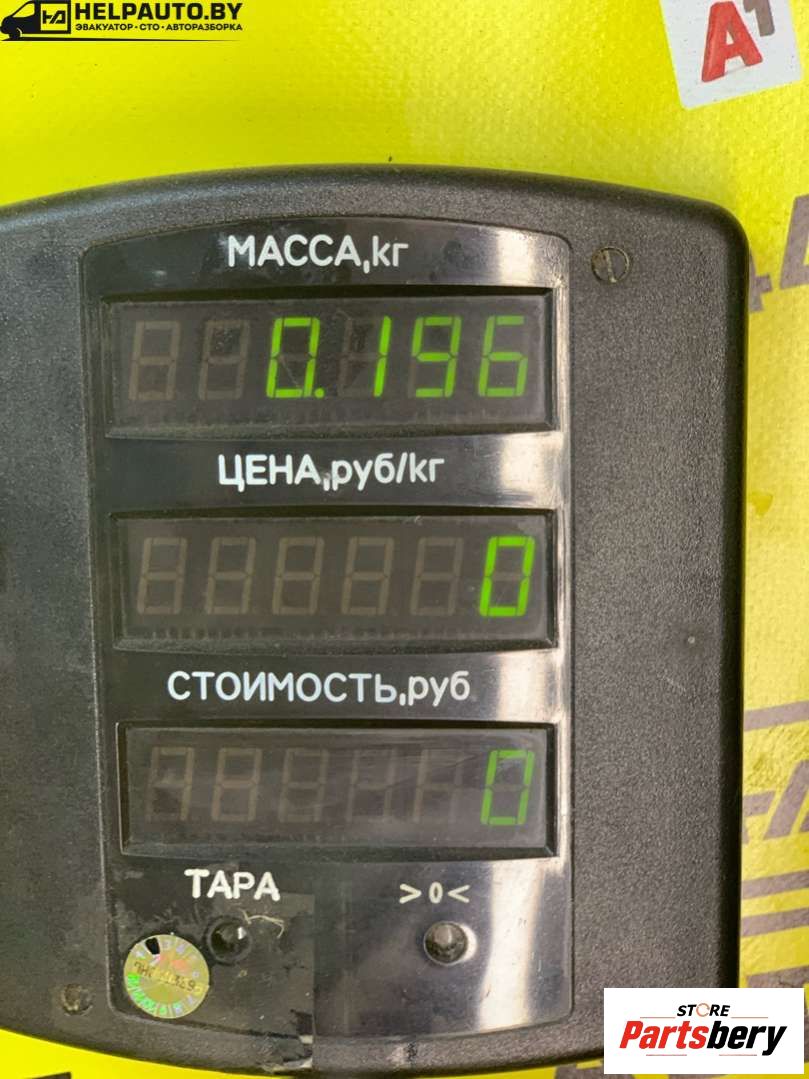 HELPAUTO.BY
ЭВАКУАТОР•СТО•АВТОРАЗБОРКА
A1
МАССА,кг
0.196
ЦЕНА,руб/кг
0
СТОИМОСТЬ,руб
0
ТАРА
>0<
STORE
Partsbery